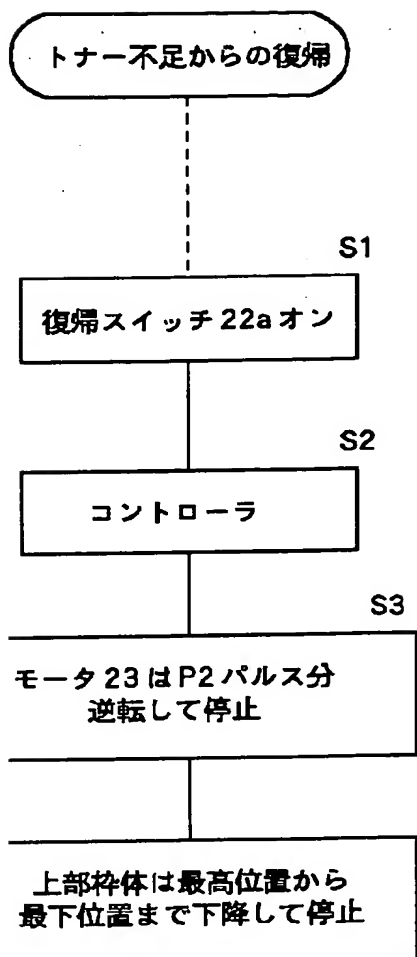 トナー不足からの復帰
S1
復帰スイッチ22aオン
S2
コントローラ
S3
モータ23はP2パルス分
逆転して停止
上部枠体は最高位置から
最下位置まで下降して停止